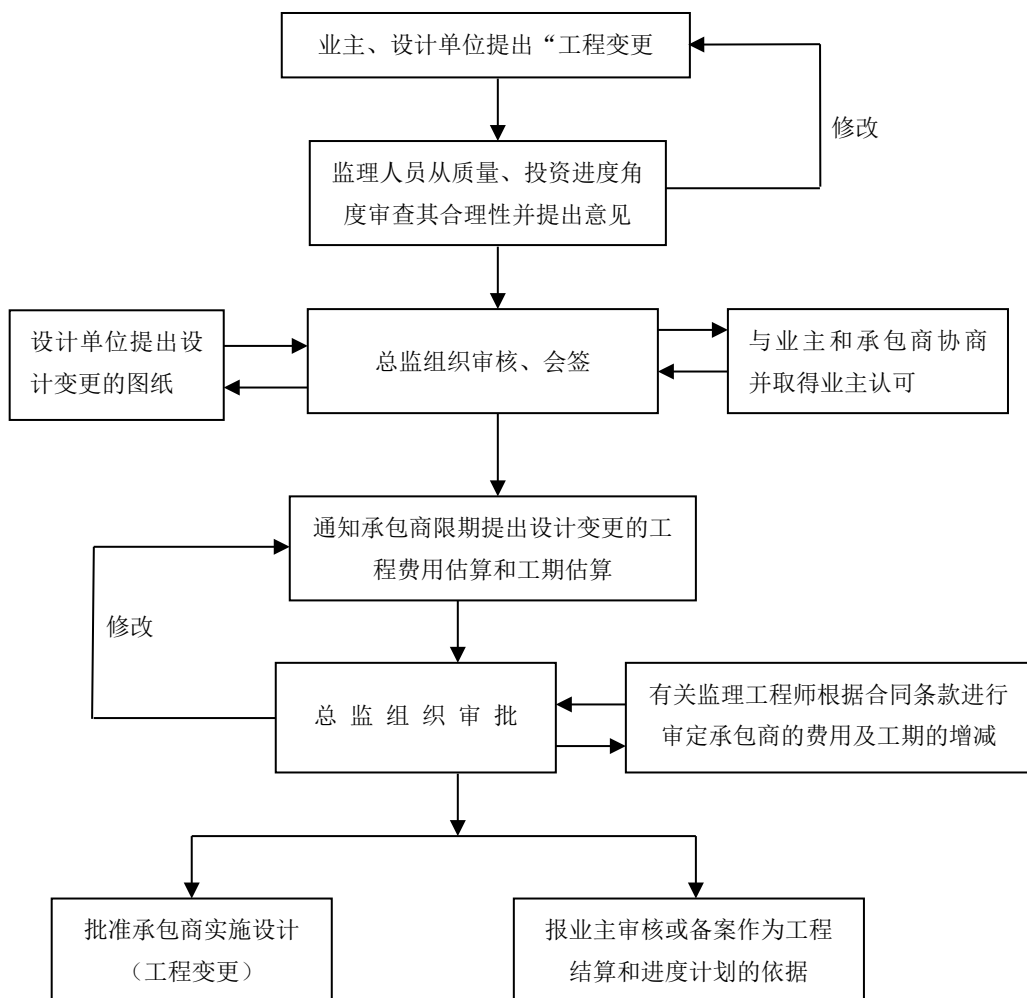 业主、设计单位提出“工程变更
修改
监理人员从质量、投资进度角
度审查其合理性并提出意见
设计单位提出设
计变更的图纸
总监组织审核、会签
与业主和承包商协商
并取得业主认可
通知承包商限期提出设计变更的工
程费用估算和工期估算
修改
总监组织审批
有关监理工程师根据合同条款进行
审定承包商的费用及工期的增减
批准承包商实施设计
（工程变更）
报业主审核或备案作为工程
结算和进度计划的依据